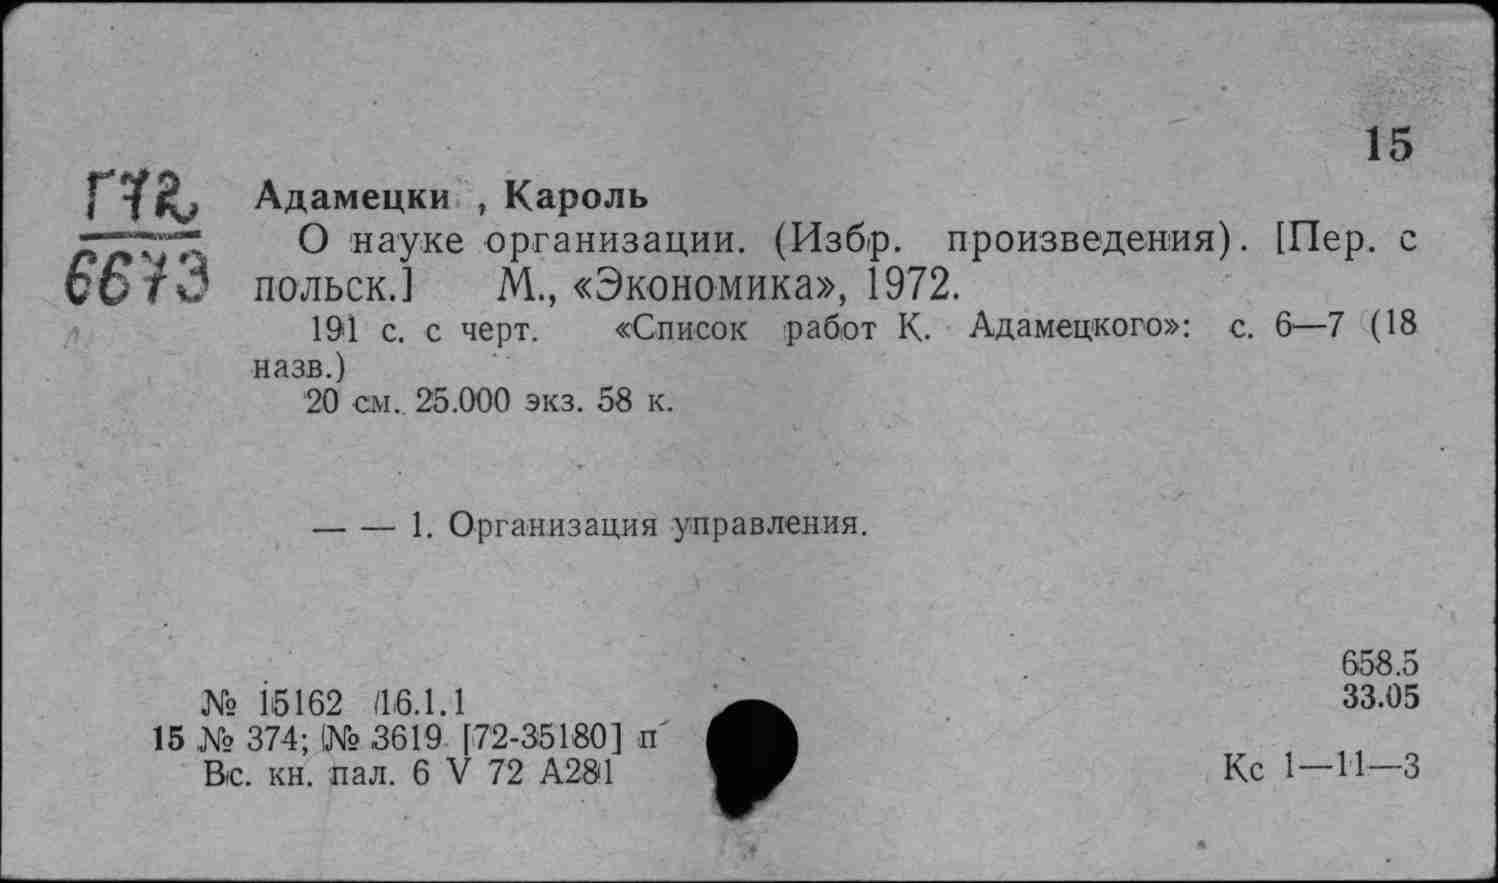 15
Г72
6673
Адамецки , Кароль
О науке организации. (Избр. произведения). [Пер. с
польск.] М., «Экономика», 1972.
191 с. с черт. «Список работ К. Адамецкого»: с. 6—7 (18
назв.)
20 см. 25.000 экз. 58 к.
— — 1. Организация управления.
658.5
№ 15162 /16.1.1
33.05
15 № 374; № 3619 [72-35180] п
Вс. кн. пал. 6 V 72 А281
Кс 1—11—3